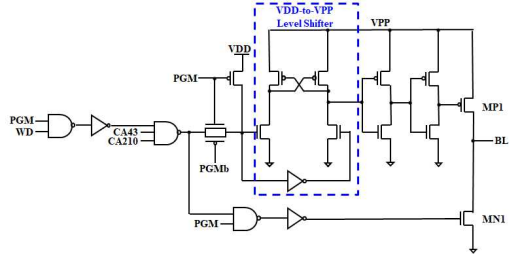 VDD-to-VPP
Level Shifter
VPP
VDD
PGM
MP1
PGM
WD
CA43
CA210
BL
PGMb
PGM
MN1